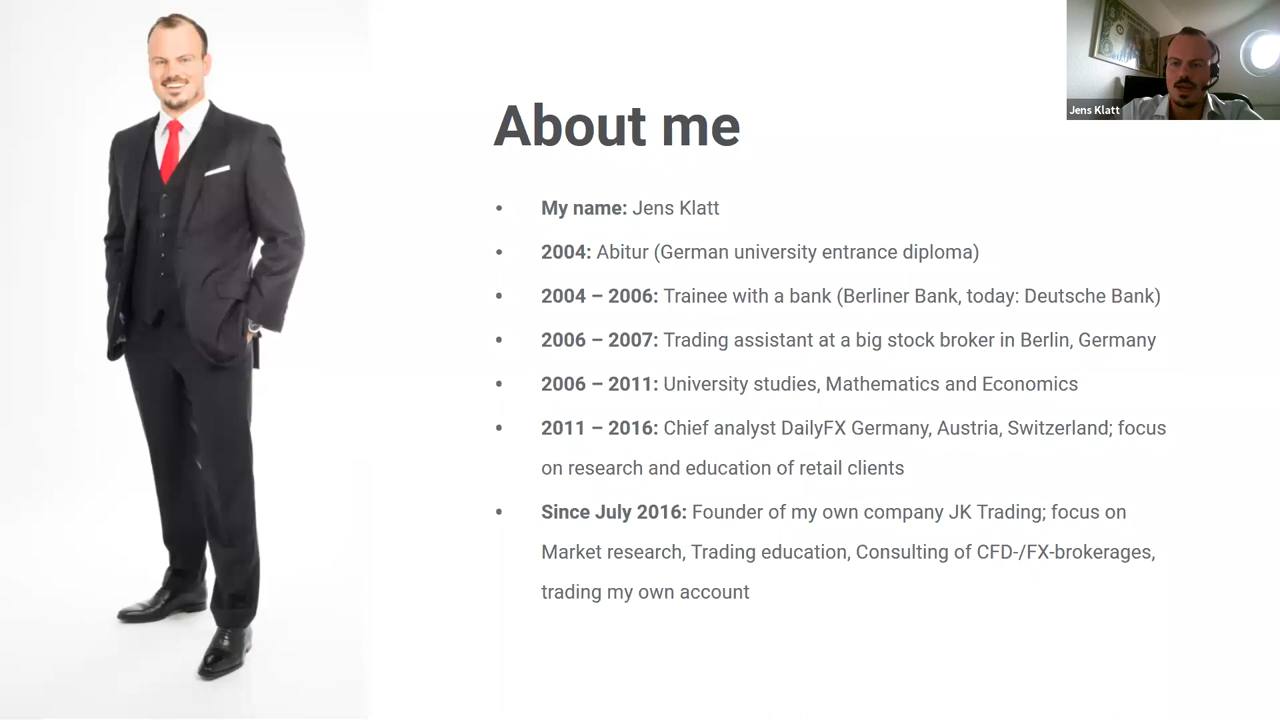 Jens Klatt
About me
• My name: Jens Klatt
• 2004: Abitur (German university entrance diploma)
• 2004 – 2006: Trainee with a bank (Berliner Bank, today: Deutsche Bank)
• 2006 – 2007: Trading assistant at a big stock broker in Berlin, Germany
• 2006 – 2011: University studies, Mathematics and Economics
• 2011 – 2016: Chief analyst DailyFX Germany, Austria, Switzerland; focus
on research and education of retail clients
• Since July 2016: Founder of my own company JK Trading; focus on
Market research, Trading education, Consulting of CFD-/FX-brokerages,
trading my own account